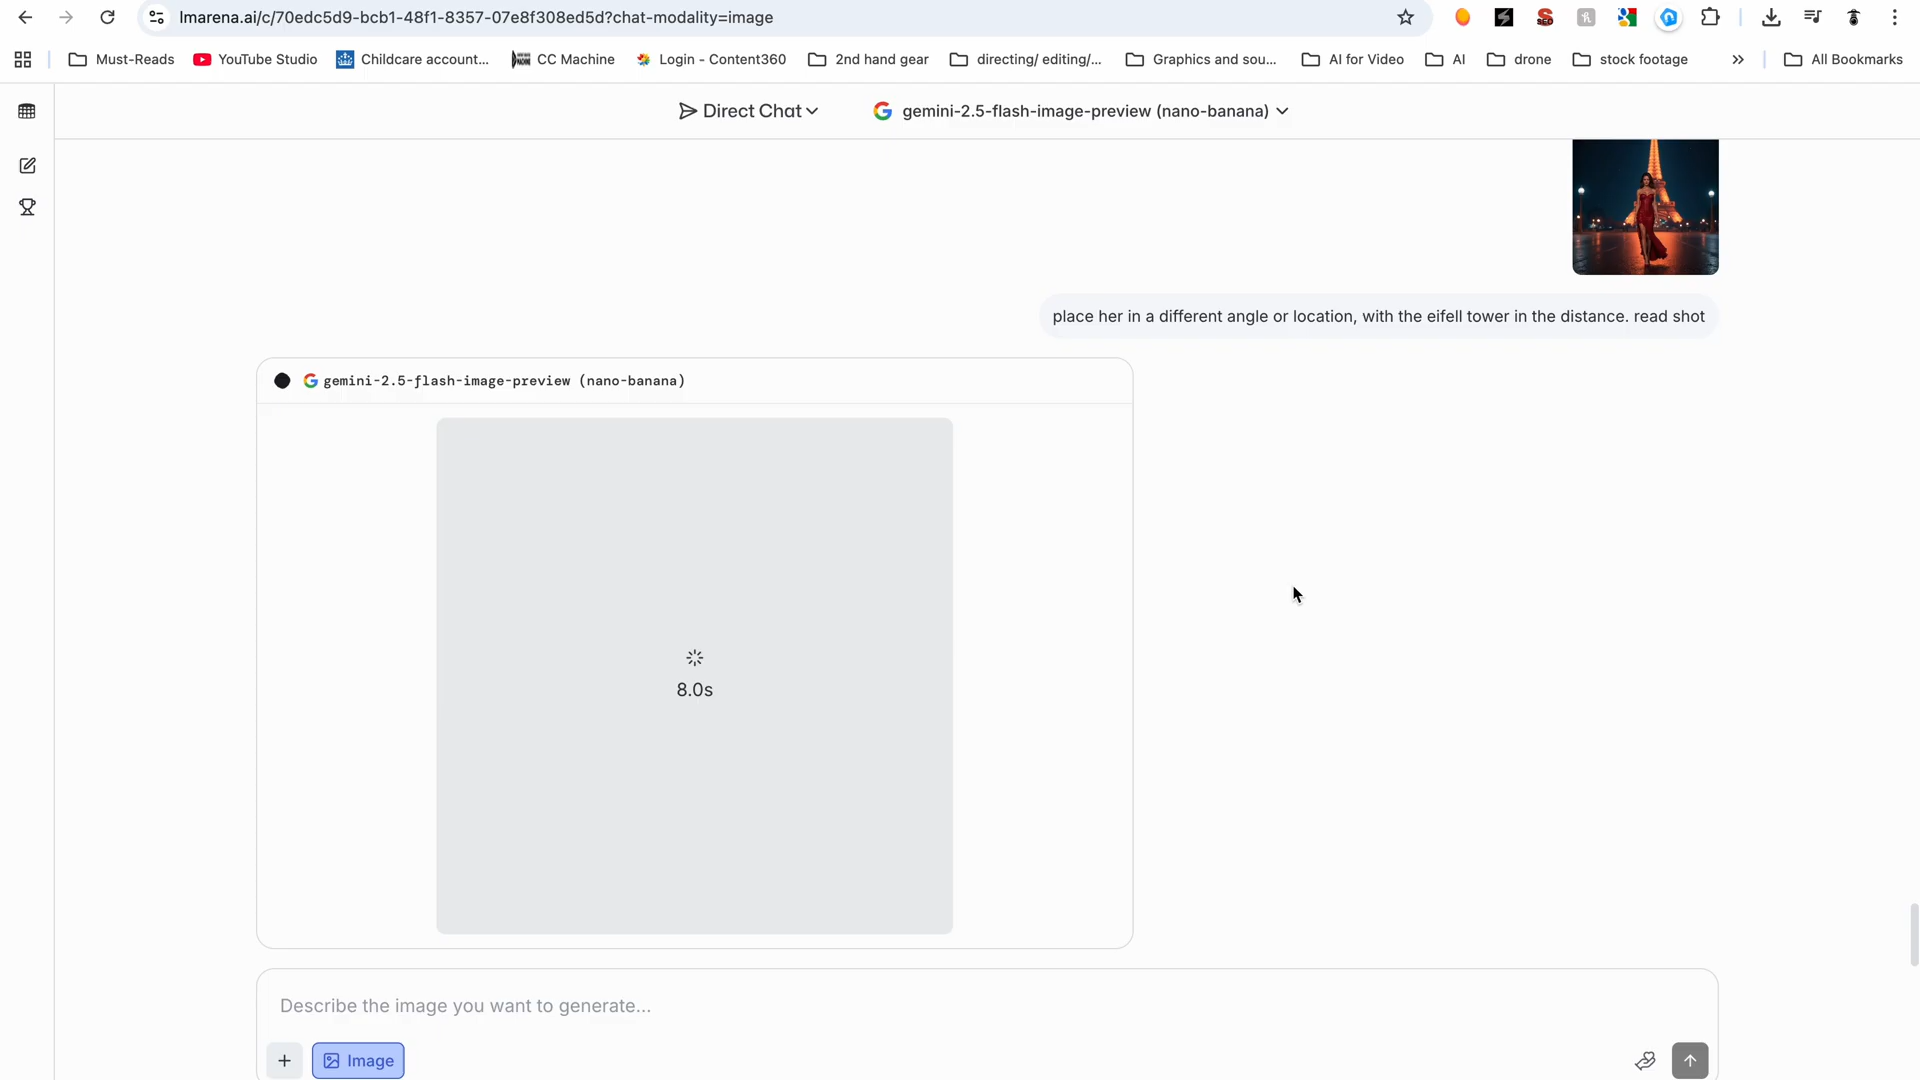 lmarena.ai/c/70edc5d9-bcb1-48f1-8357-07e8f308ed5d?chat-modality=image
Must-Reads YouTube Studio Childcare account... CC Machine Login - Content360 2nd hand gear directing/ editing/... Graphics and sou... AI for Video AI drone stock footage » All Bookmarks
Direct Chat gemini-2.5-flash-image-preview (nano-banana)
place her in a different angle or location, with the eifell tower in the distance. read shot
gemini-2.5-flash-image-preview (nano-banana)
8.0s
Describe the image you want to generate...
+ Image